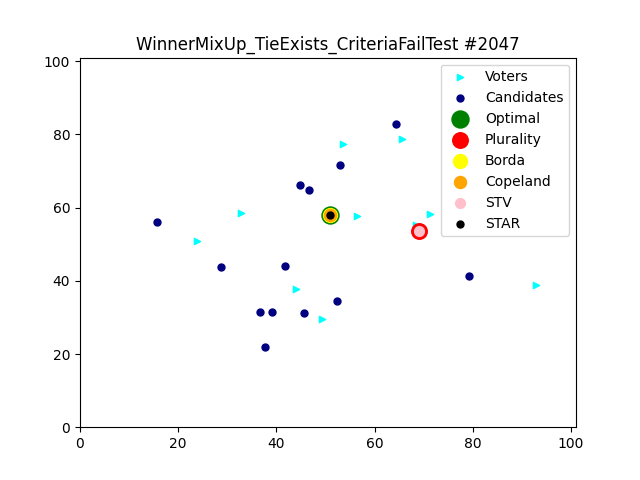 WinnerMixUp_TieExists_CriteriaFailTest #2047
100
80
60
40
20
0
0
20
40
60
80
100
Voters
Candidates
Optimal
Plurality
Borda
Copeland
STV
STAR